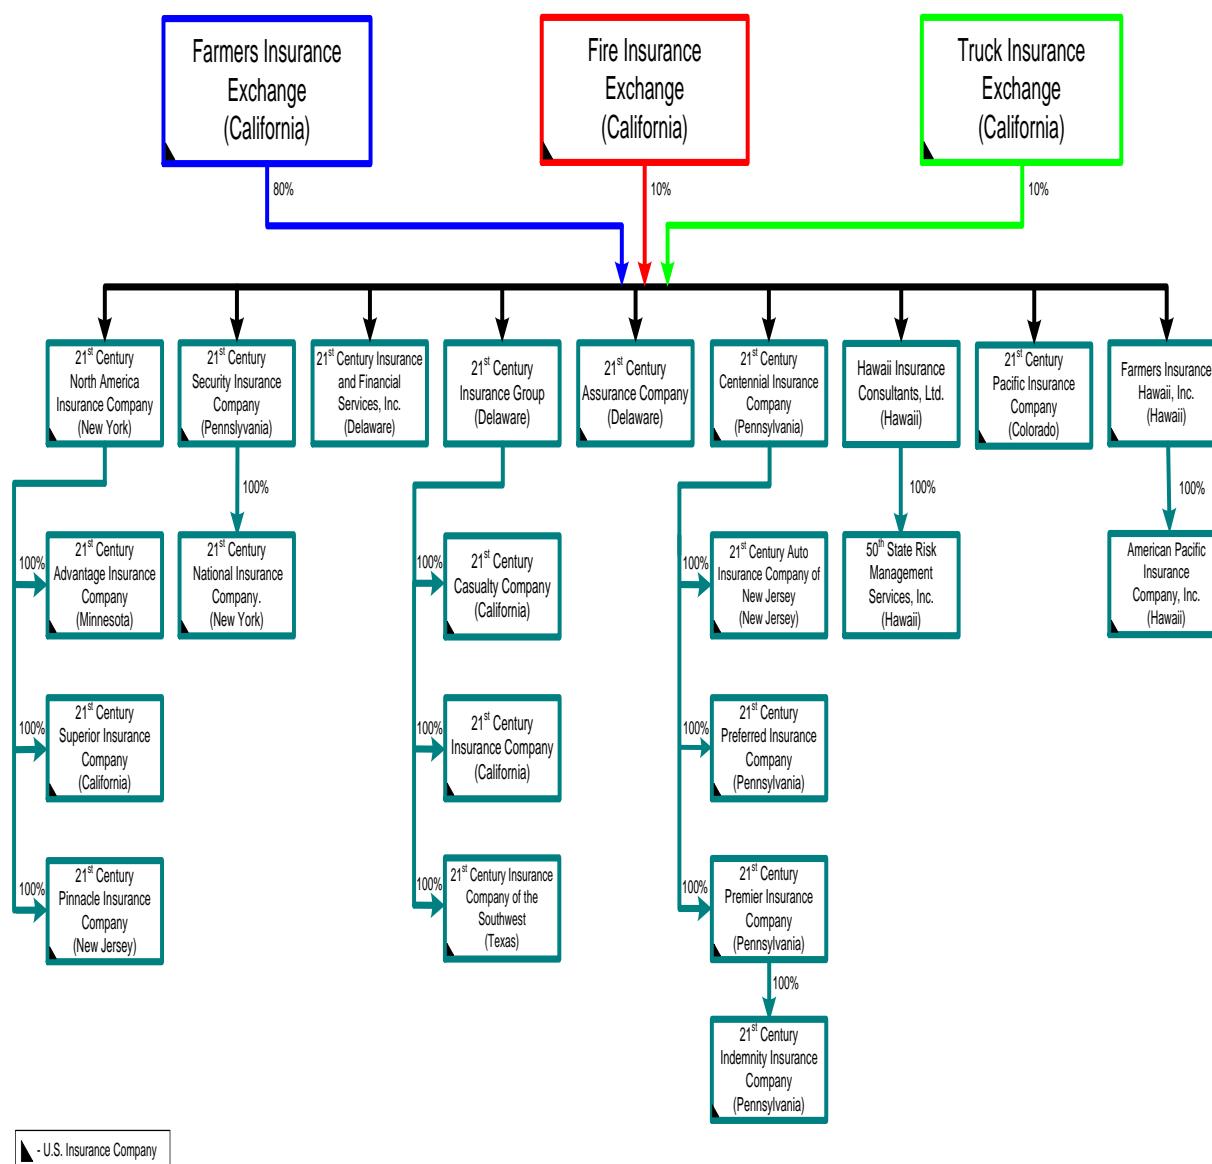 Farmers Insurance
Exchange
(California)
Fire Insurance
Exchange
(California)
Truck Insurance
Exchange
(California)
80%
10%
10%
21st Century
North America
Insurance Company
(New York)
21st Century
Security Insurance
Company
(Pennslyvania)
21st Century Insurance
and Financial
Services, Inc.
(Delaware)
21st Century
Insurance Group
(Delaware)
21st Century
Assurance Company
(Delaware)
21st Century
Centennial Insurance
Company
(Pennsylvania)
Hawaii Insurance
Consultants, Ltd.
(Hawaii)
21st Century
Pacific Insurance
Company
(Colorado)
Farmers Insurance
Hawaii, Inc.
(Hawaii)
100%
100%
100%
100%
21st Century
Advantage Insurance
Company
(Minnesota)
21st Century
National Insurance
Company.
(New York)
100%
21st Century
Casualty Company
(California)
100%
21st Century Auto
Insurance Company of
New Jersey
(New Jersey)
50th State Risk
Management
Services, Inc.
(Hawaii)
American Pacific
Insurance
Company, Inc.
(Hawaii)
100%
21st Century
Superior Insurance
Company
(California)
100%
21st Century
Insurance Company
(California)
100%
21st Century
Preferred Insurance
Company
(Pennsylvania)
100%
21st Century
Pinnacle Insurance
Company
(New Jersey)
100%
21st Century Insurance
Company of the
Southwest
(Texas)
100%
21st Century
Premier Insurance
Company
(Pennsylvania)
100%
21st Century
Indemnity Insurance
Company
(Pennsylvania)
- U.S. Insurance Company